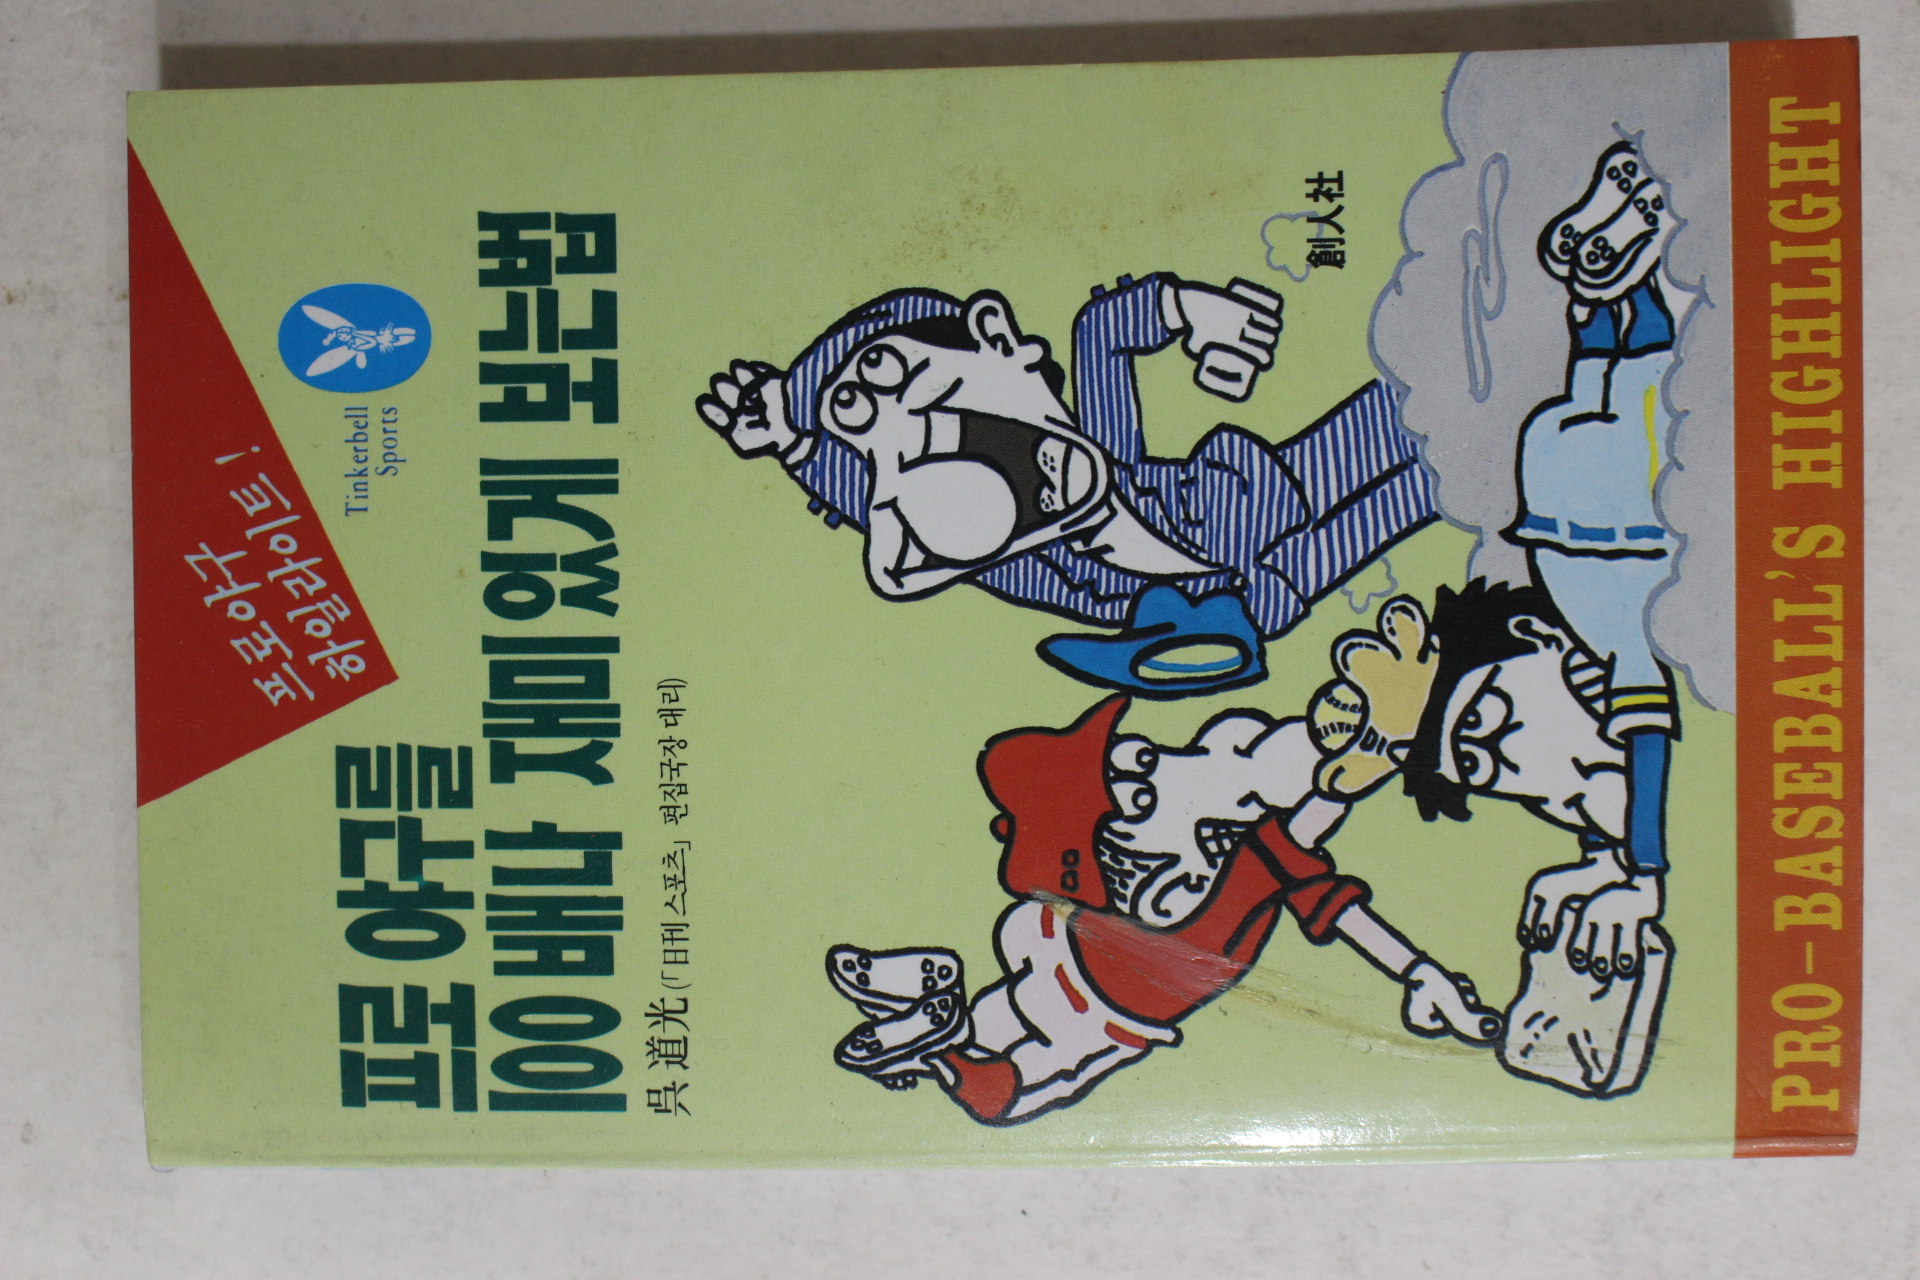 프로야구
하일라이트!
Tinkerbell
Sports
프로 야구를
100배나 재미있게 보는법
吳道光(「日刊스포츠」 편집국장 대리)
創人社
PRO-BASEBALL'S HIGHLIGHT